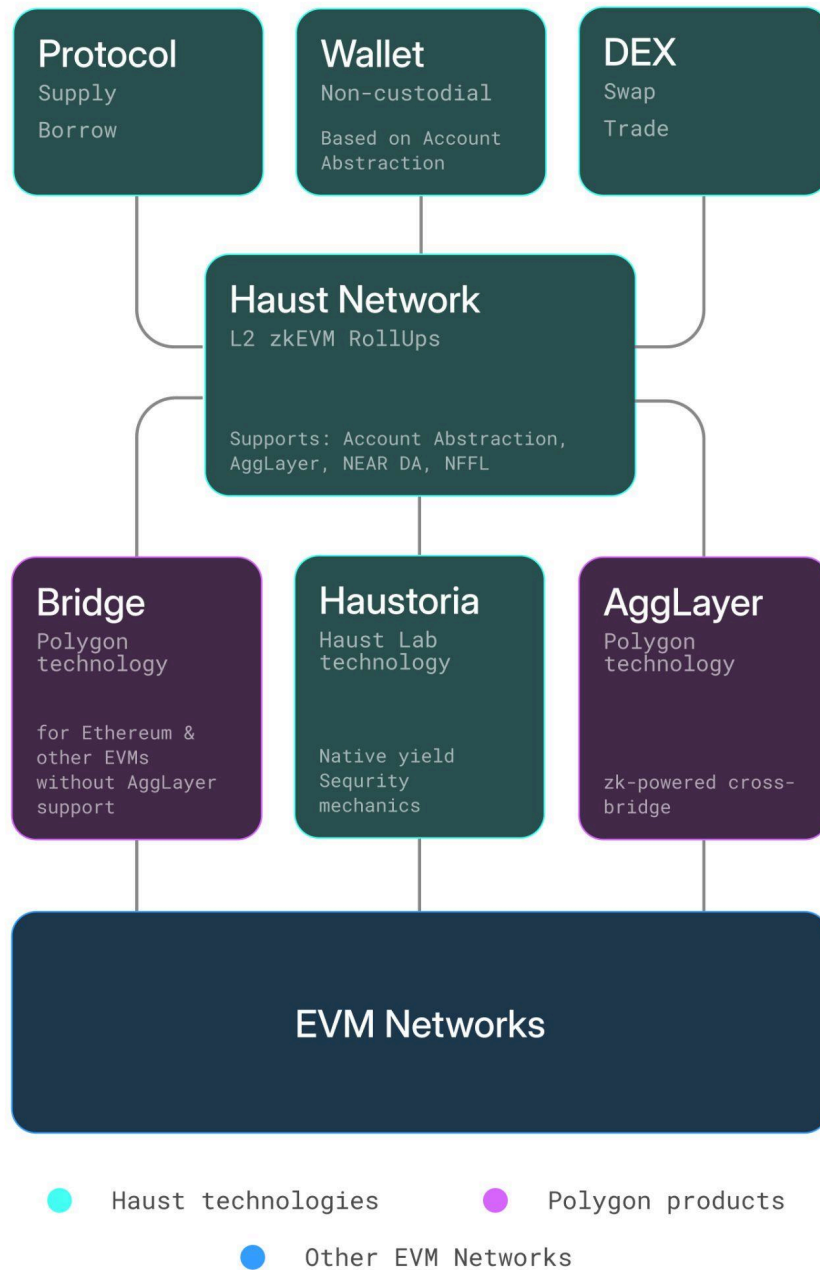 Protocol
Supply
Borrow
Wallet
Non-custodial
Based on Account
Abstraction
DEX
Swap
Trade
Haust Network
L2 zkEVM RollUps
Supports: Account Abstraction,
AggLayer, NEAR DA, NFFL
Bridge
Polygon
technology
for Ethereum &
other EVMs
without AggLayer
support
Haustoria
Haust Lab
technology
Native yield
Sequrity
mechanics
AggLayer
Polygon
technology
zk-powered cross-
bridge
EVM Networks
Haust technologies
Polygon products
Other EVM Networks